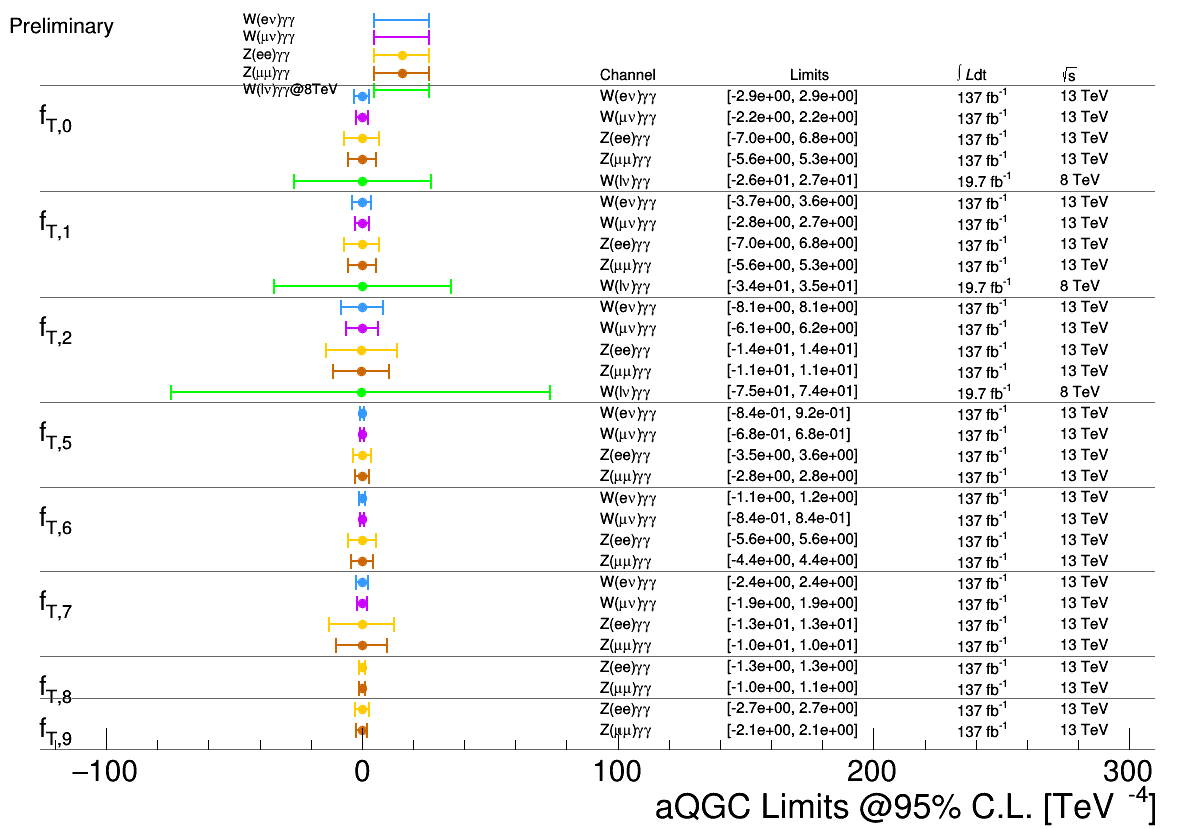 Preliminary
W(eν)γγ
W(μν)γγ
Z(ee)γγ
Z(μμ)γγ
W(lν)γγ@8TeV
Channel Limits ∫ Ldt √s
f_T,0
W(eν)γγ [-2.9e+00, 2.9e+00] 137 fb^-1 13 TeV
W(μν)γγ [-2.2e+00, 2.2e+00] 137 fb^-1 13 TeV
Z(ee)γγ [-7.0e+00, 6.8e+00] 137 fb^-1 13 TeV
Z(μμ)γγ [-5.6e+00, 5.3e+00] 137 fb^-1 13 TeV
W(lν)γγ [-2.6e+01, 2.7e+01] 19.7 fb^-1 8 TeV
f_T,1
W(eν)γγ [-3.7e+00, 3.6e+00] 137 fb^-1 13 TeV
W(μν)γγ [-2.8e+00, 2.7e+00] 137 fb^-1 13 TeV
Z(ee)γγ [-7.0e+00, 6.8e+00] 137 fb^-1 13 TeV
Z(μμ)γγ [-5.6e+00, 5.3e+00] 137 fb^-1 13 TeV
W(lν)γγ [-3.4e+01, 3.5e+01] 19.7 fb^-1 8 TeV
f_T,2
W(eν)γγ [-8.1e+00, 8.1e+00] 137 fb^-1 13 TeV
W(μν)γγ [-6.1e+00, 6.2e+00] 137 fb^-1 13 TeV
Z(ee)γγ [-1.4e+01, 1.4e+01] 137 fb^-1 13 TeV
Z(μμ)γγ [-1.1e+01, 1.1e+01] 137 fb^-1 13 TeV
W(lν)γγ [-7.5e+01, 7.4e+01] 19.7 fb^-1 8 TeV
f_T,5
W(eν)γγ [-8.4e-01, 9.2e-01] 137 fb^-1 13 TeV
W(μν)γγ [-6.8e-01, 6.8e-01] 137 fb^-1 13 TeV
Z(ee)γγ [-3.5e+00, 3.6e+00] 137 fb^-1 13 TeV
Z(μμ)γγ [-2.8e+00, 2.8e+00] 137 fb^-1 13 TeV
f_T,6
W(eν)γγ [-1.1e+00, 1.2e+00] 137 fb^-1 13 TeV
W(μν)γγ [-8.4e-01, 8.4e-01] 137 fb^-1 13 TeV
Z(ee)γγ [-5.6e+00, 5.6e+00] 137 fb^-1 13 TeV
Z(μμ)γγ [-4.4e+00, 4.4e+00] 137 fb^-1 13 TeV
f_T,7
W(eν)γγ [-2.4e+00, 2.4e+00] 137 fb^-1 13 TeV
W(μν)γγ [-1.9e+00, 1.9e+00] 137 fb^-1 13 TeV
Z(ee)γγ [-1.3e+01, 1.3e+01] 137 fb^-1 13 TeV
Z(μμ)γγ [-1.0e+01, 1.0e+01] 137 fb^-1 13 TeV
f_T,8
Z(ee)γγ [-1.3e+00, 1.3e+00] 137 fb^-1 13 TeV
Z(μμ)γγ [-1.0e+00, 1.1e+00] 137 fb^-1 13 TeV
f_T,9
Z(ee)γγ [-2.7e+00, 2.7e+00] 137 fb^-1 13 TeV
Z(μμ)γγ [-2.1e+00, 2.1e+00] 137 fb^-1 13 TeV
−100 0 100 200 300
aQGC Limits @95% C.L. [TeV^-4]